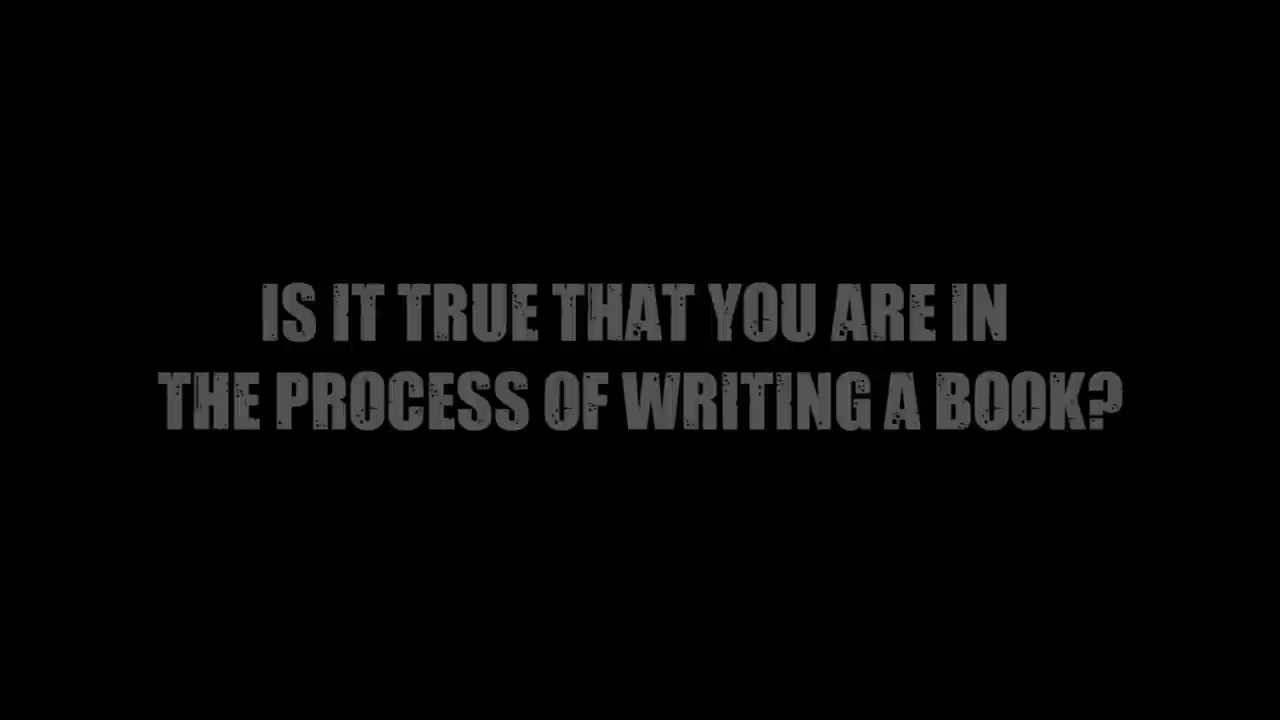 IS IT TRUE THAT YOU ARE IN
THE PROCESS OF WRITING A BOOK?